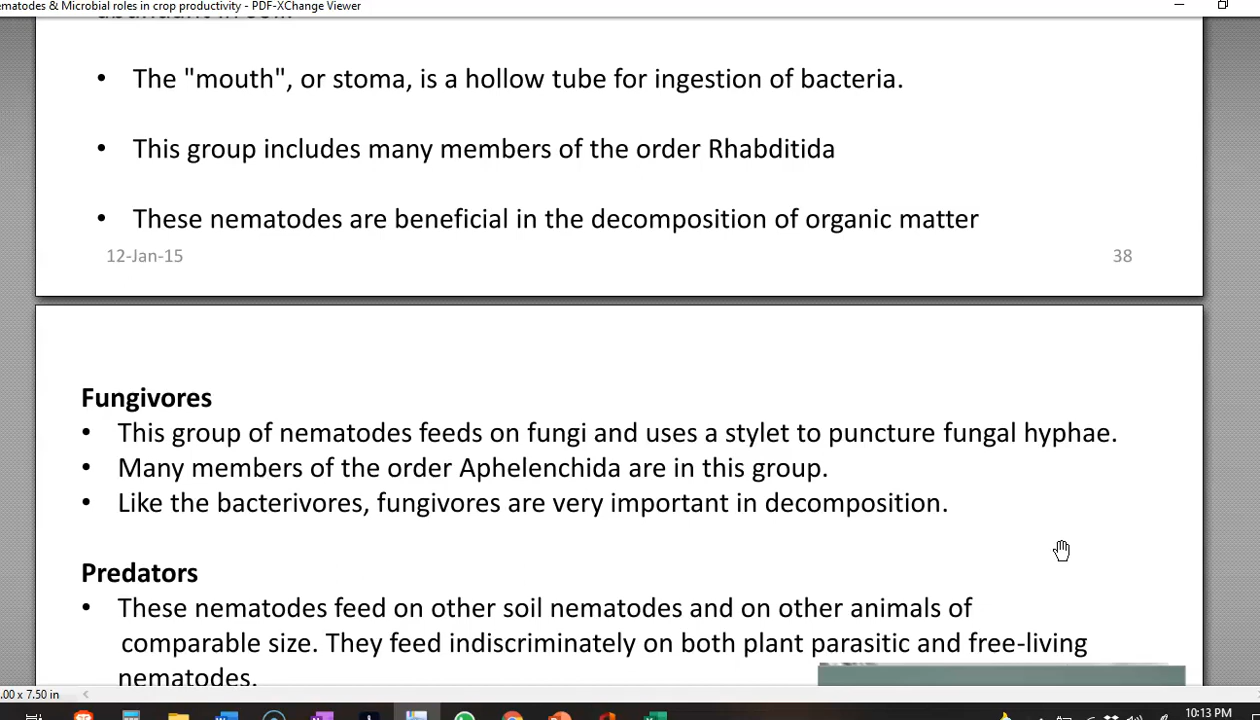 ematodes & Microbial roles in crop productivity - PDF-XChange Viewer
• The "mouth", or stoma, is a hollow tube for ingestion of bacteria.
• This group includes many members of the order Rhabditida
• These nematodes are beneficial in the decomposition of organic matter
12-Jan-15 38
Fungivores
• This group of nematodes feeds on fungi and uses a stylet to puncture fungal hyphae.
• Many members of the order Aphelenchida are in this group.
• Like the bacterivores, fungivores are very important in decomposition.
Predators
• These nematodes feed on other soil nematodes and on other animals of
comparable size. They feed indiscriminately on both plant parasitic and free-living
nematodes.
.00 x 7.50 in
10:13 PM